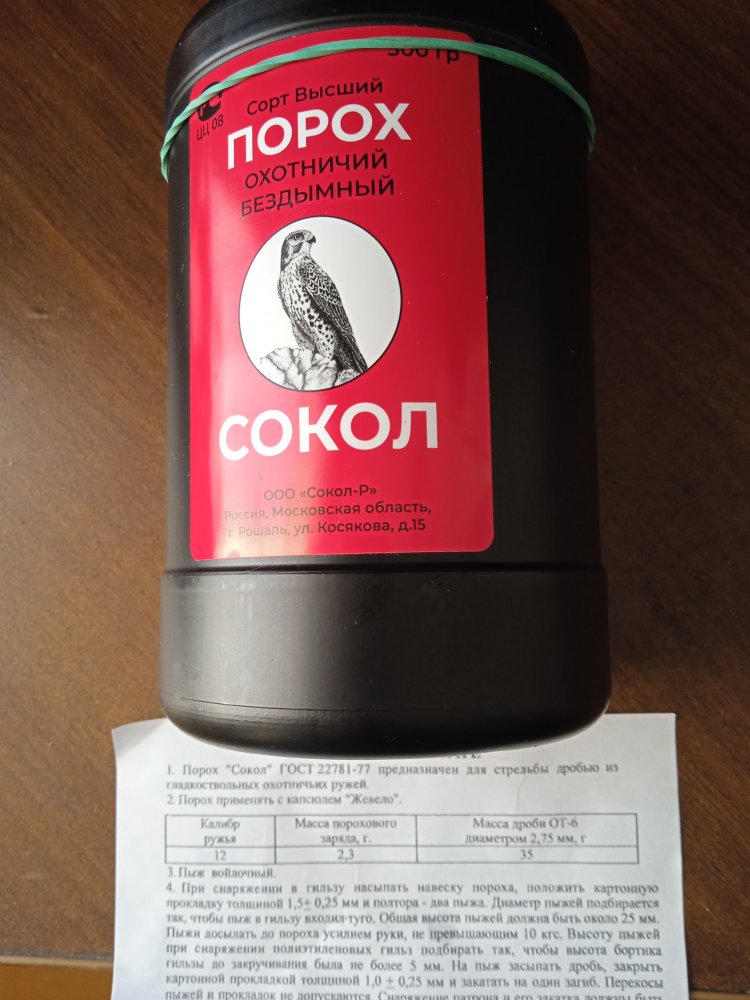 300 гр
Сорт Высший
ЦЦ 08
ПОРОХ
ОХОТНИЧИЙ
БЕЗДЫМНЫЙ
СОКОЛ
ООО «Сокол-Р»
Россия, Московская область,
г. Рошаль, ул. Косякова, д.15
1. Порох "Сокол" ГОСТ 22781-77 предназначен для стрельбы дробью из
гладкоствольных охотничьих ружей.
2. Порох применять с капсюлем "Жевело".
Калибр ружья
Масса порохового заряда, г.
Масса дроби ОТ-6 диаметром 2,75 мм, г
12
2,3
35
3. Пыж войлочный.
4. При снаряжении в гильзу насыпать навеску пороха, положить картонную
прокладку толщиной 1,5± 0,25 мм и полтора - два пыжа. Диаметр пыжей подбирается
так, чтобы пыж в гильзу входил туго. Общая высота пыжей должна быть около 25 мм.
Пыжи досылать до пороха усилием руки, не превышающим 10 кгс. Высоту пыжей
при снаряжении полиэтиленовых гильз подбирать так, чтобы высота бортика
гильзы до закручивания была не более 5 мм. На пыж засыпать дробь, закрыть
картонной прокладкой толщиной 1,0 ± 0,25 мм и закатать на один загиб. Перекосы
пыжей и прокладок не допускаются. Снаряжение патрона и его закатка должны быть